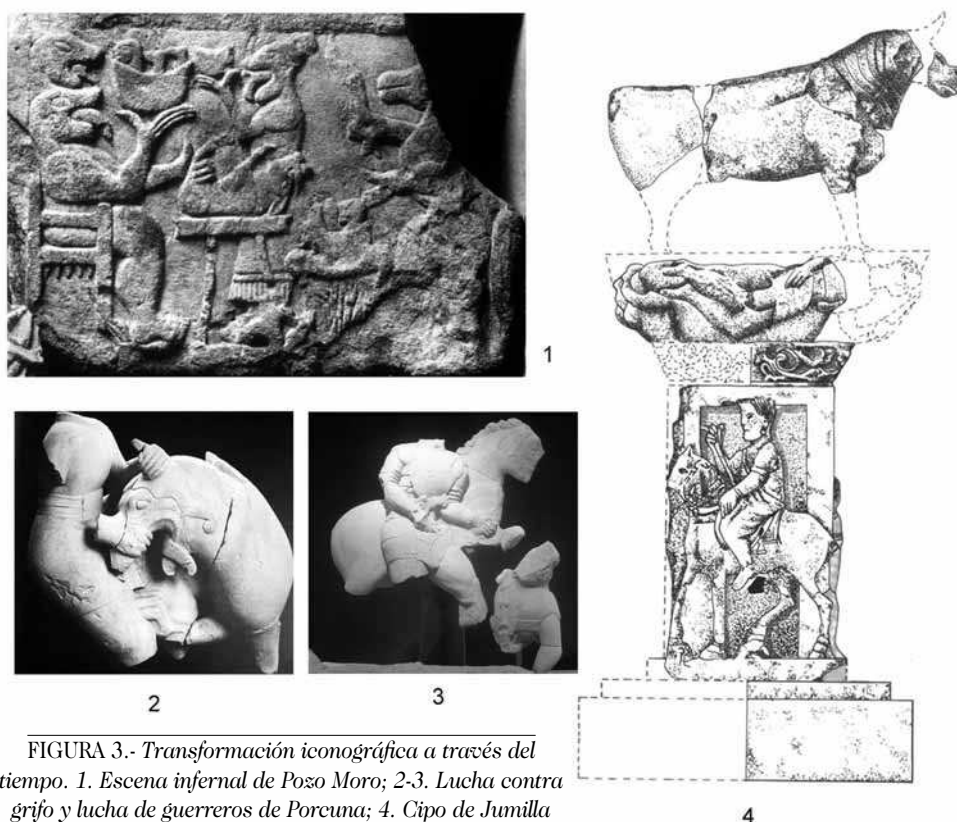 1
2
3
4
FIGURA 3.- Transformación iconográfica a través del
tiempo. 1. Escena infernal de Pozo Moro; 2-3. Lucha contra
grifo y lucha de guerreros de Porcuna; 4. Cipo de Jumilla